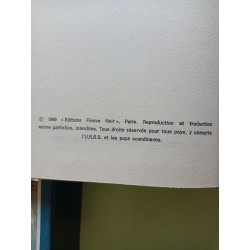 © 1969 « Editions Fleuve Noir », Paris. Reproduction et traduction
même partielles, interdites. Tous droits réservés pour tous pays, y compris
l'U.R.S.S. et les pays scandinaves.